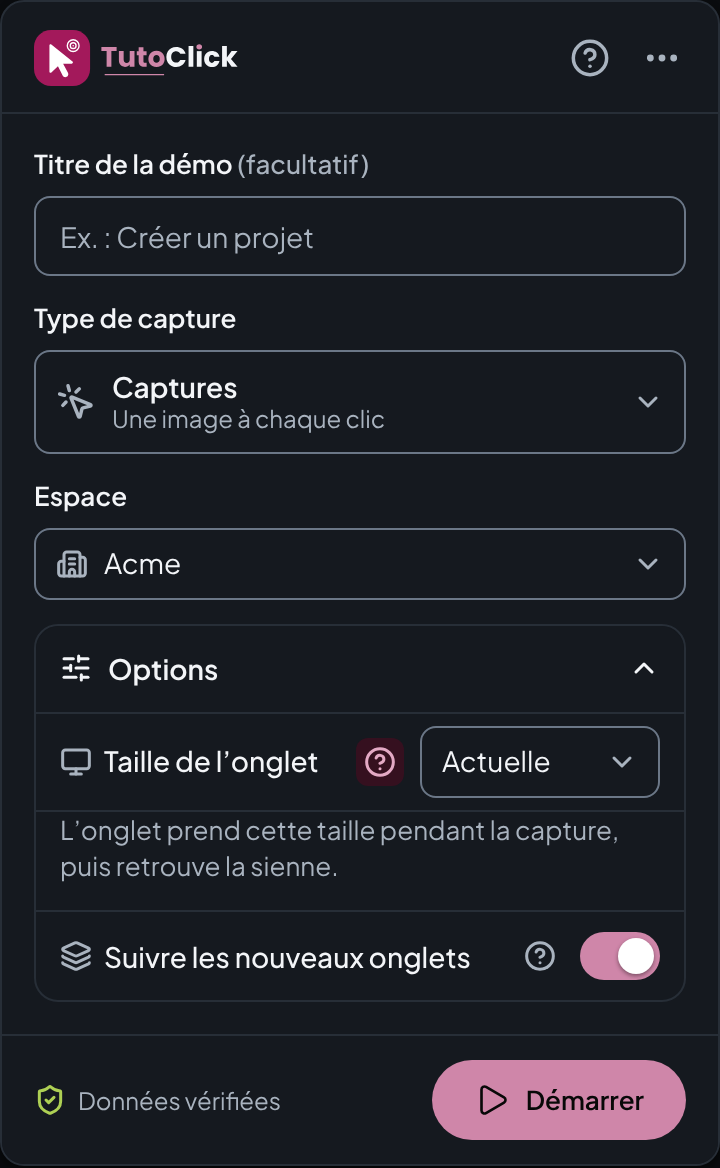 TutoClick
Titre de la démo (facultatif)
Ex. : Créer un projet
Type de capture
Captures
Une image à chaque clic
Espace
Acme
Options
Taille de l’onglet
Actuelle
L’onglet prend cette taille pendant la capture,
puis retrouve la sienne.
Suivre les nouveaux onglets
Données vérifiées
Démarrer